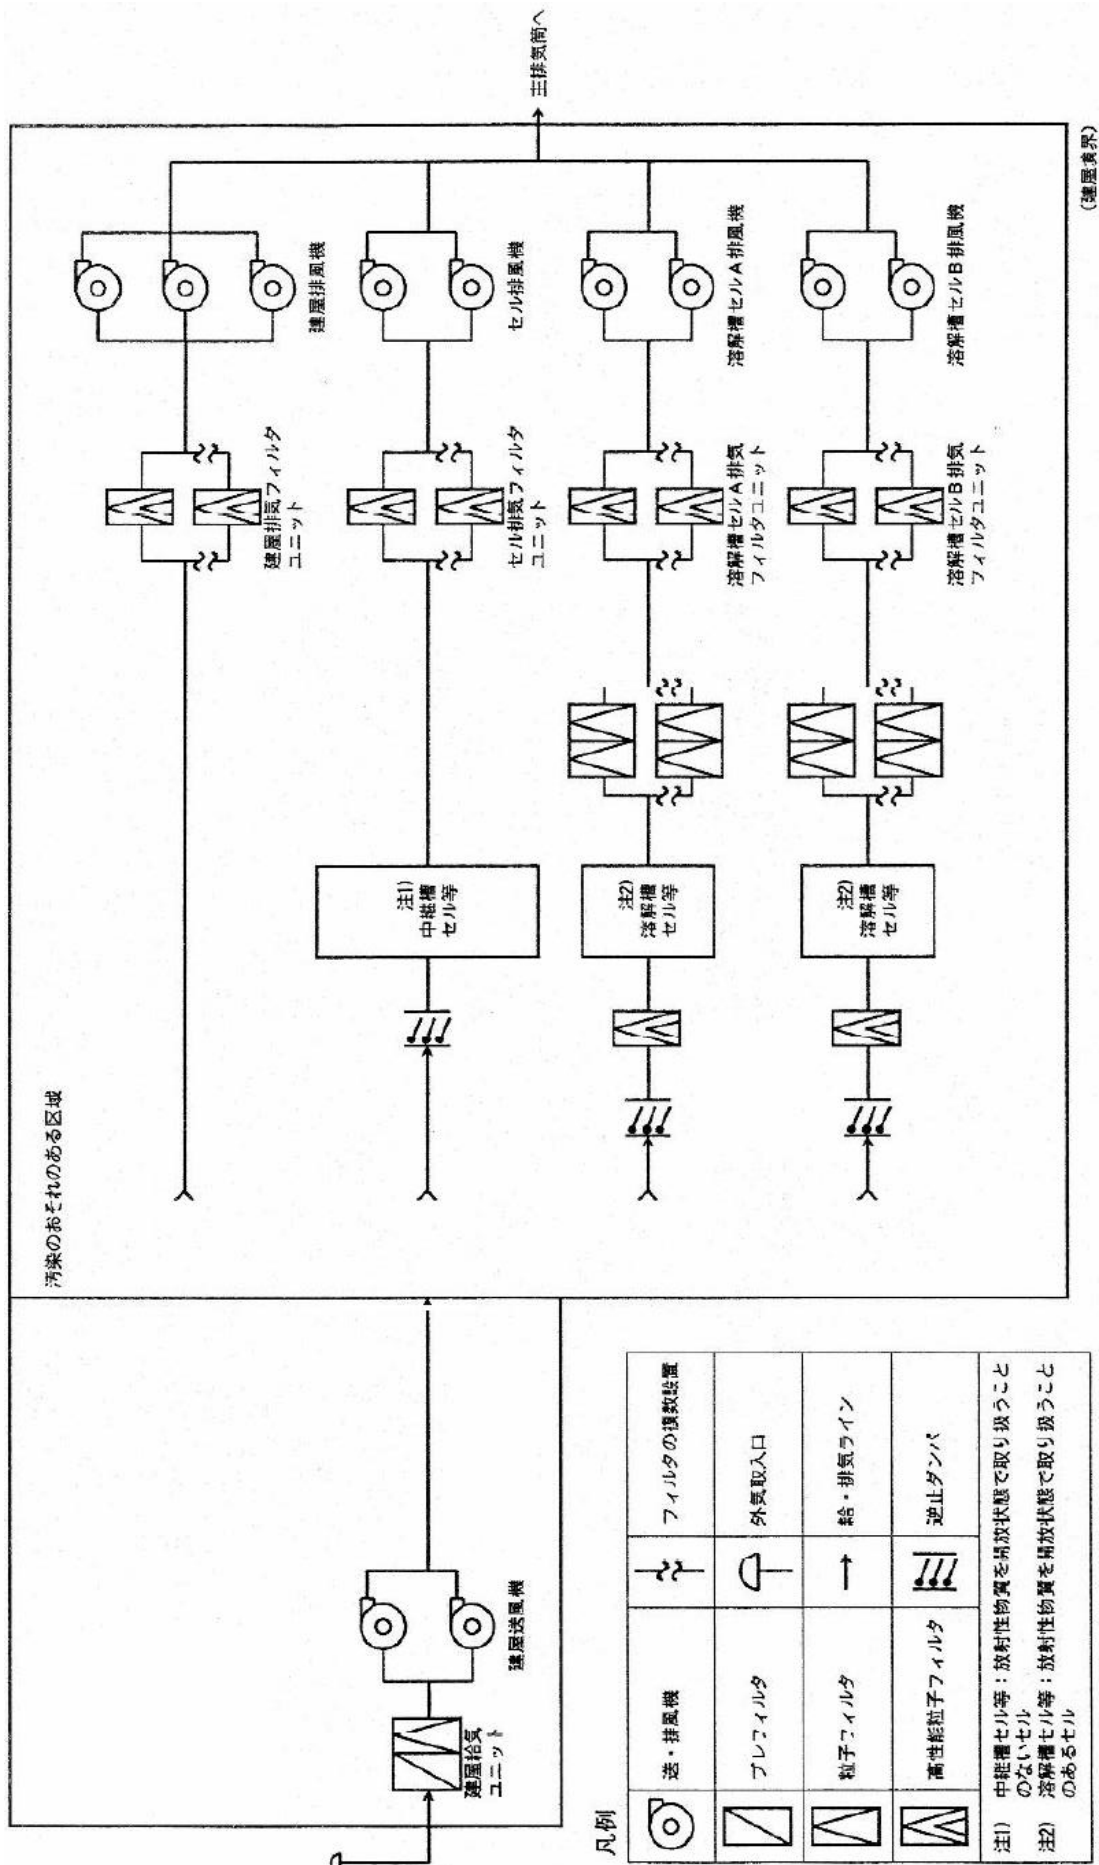 汚染のおそれのある区域
主排気筒へ
(建屋境界)
建屋排風機
セル排風機
溶解槽セルA排風機
溶解槽セルB排風機
建屋排気フィルタ
ユニット
セル排気フィルタ
ユニット
溶解槽セルA排気
フィルタユニット
溶解槽セルB排気
フィルタユニット
注1)
中継槽
セル等
注2)
溶解槽
セル等
注2)
溶解槽
セル等
建屋送風機
建屋給気
ユニット
凡例
送・排風機
フィルタの複数設置
プレフィルタ
外気取入口
粒子フィルタ
給・排気ライン
高性能粒子フィルタ
逆止ダンパ
注1) 中継槽セル等：放射性物質を開放状態で取り扱うこと
のないセル
注2) 溶解槽セル等：放射性物質を開放状態で取り扱うこと
のあるセル